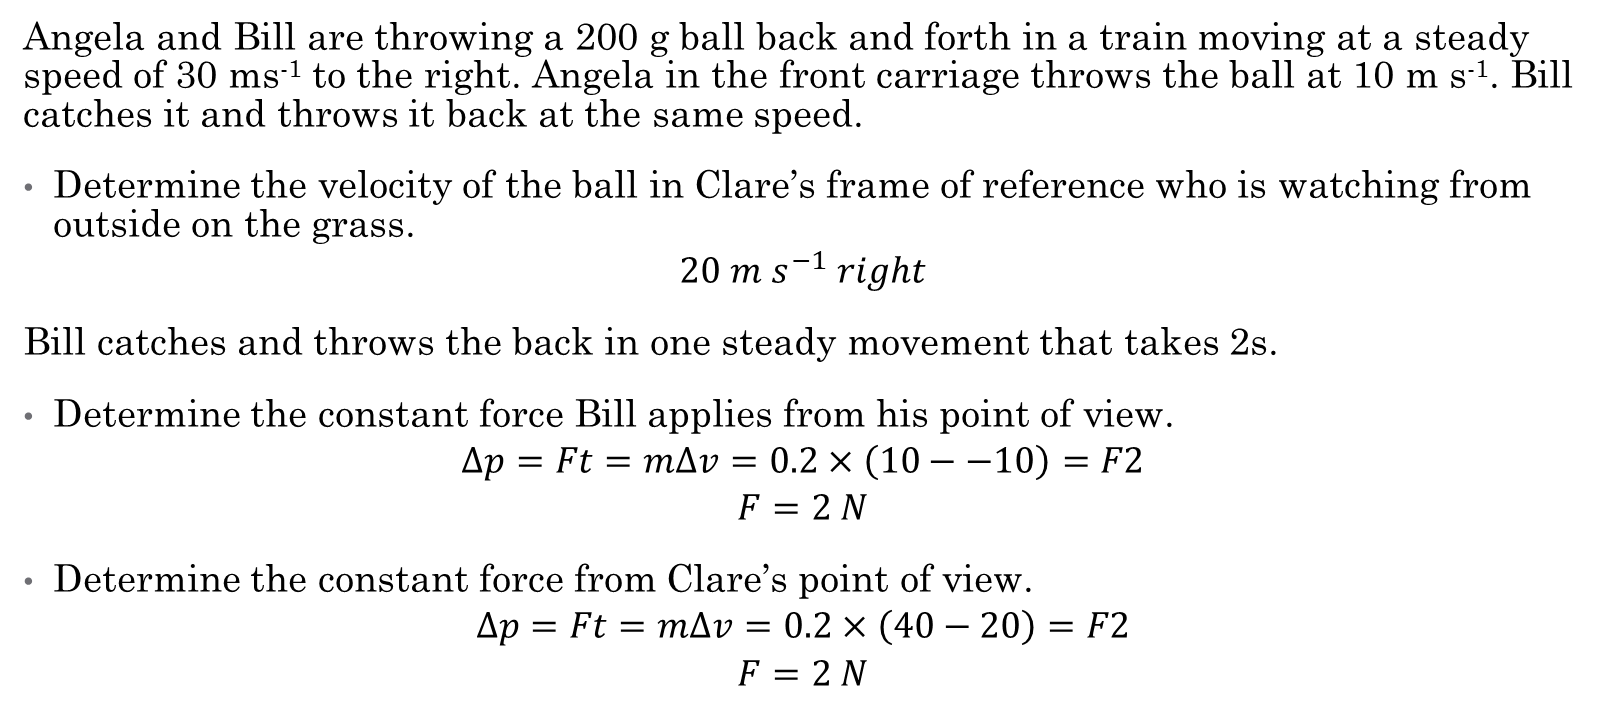 Angela and Bill are throwing a 200 g ball back and forth in a train moving at a steady
speed of 30 ms⁻¹ to the right. Angela in the front carriage throws the ball at 10 m s⁻¹. Bill
catches it and throws it back at the same speed.
• Determine the velocity of the ball in Clare’s frame of reference who is watching from
outside on the grass.
20 m s⁻¹ right
Bill catches and throws the back in one steady movement that takes 2s.
• Determine the constant force Bill applies from his point of view.
Δp = Ft = mΔv = 0.2 × (10 − −10) = F2
F = 2 N
• Determine the constant force from Clare’s point of view.
Δp = Ft = mΔv = 0.2 × (40 − 20) = F2
F = 2 N